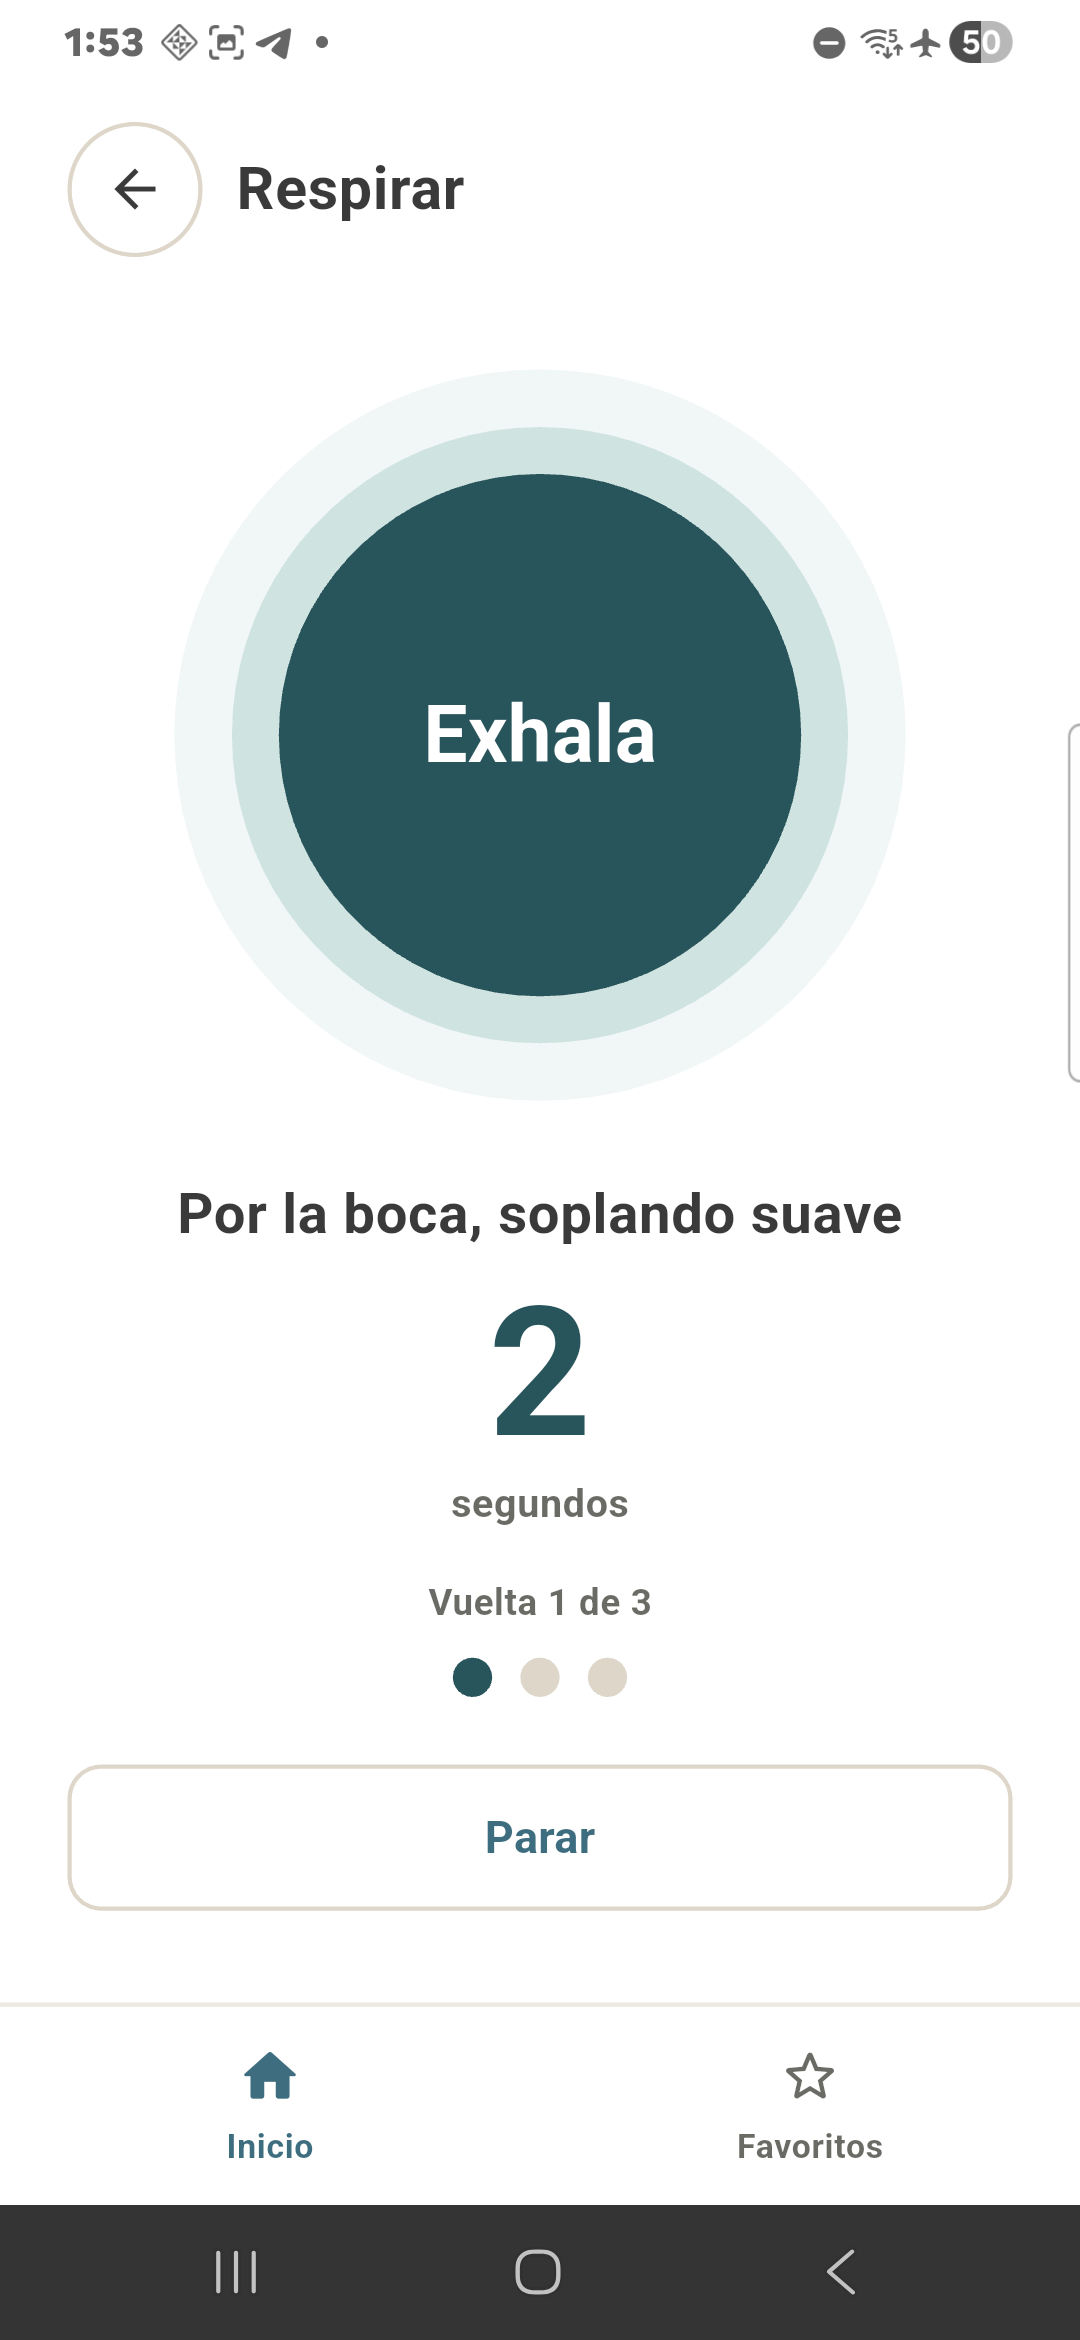 1:53
50
Respirar
Exhala
Por la boca, soplando suave
2
segundos
Vuelta 1 de 3
Parar
Inicio
Favoritos